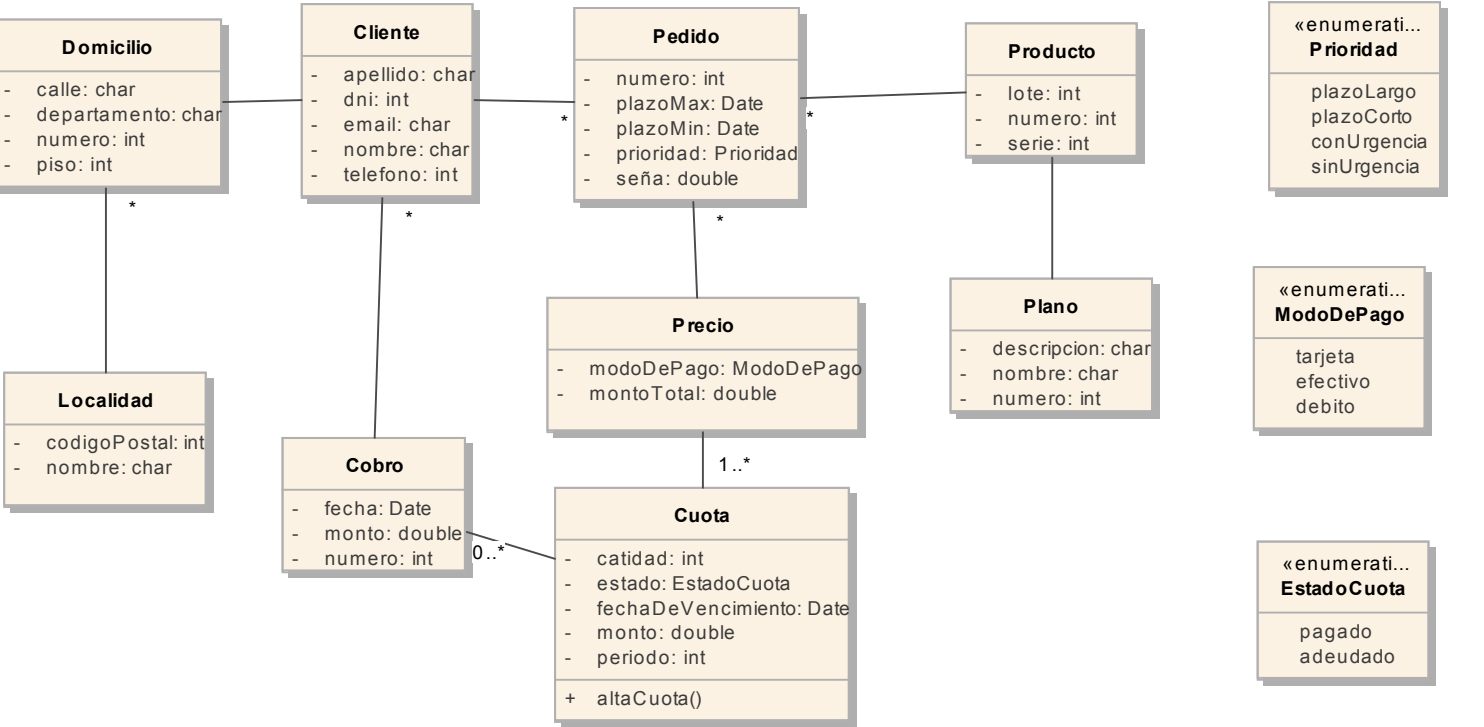 Domicilio
- calle: char
- departamento: char
- numero: int
- piso: int
*
Cliente
- apellido: char
- dni: int
- email: char
- nombre: char
- telefono: int
*
Pedido
- numero: int
- plazoMax: Date
- plazoMin: Date
- prioridad: Prioridad
- seña: double
*
*
*
Producto
- lote: int
- numero: int
- serie: int
«enumerati...
Prioridad
plazoLargo
plazoCorto
conUrgencia
sinUrgencia
Localidad
- codigoPostal: int
- nombre: char
Cobro
- fecha: Date
- monto: double
- numero: int
0..*
Precio
- modoDePago: ModoDePago
- montoTotal: double
1..*
Cuota
- catidad: int
- estado: EstadoCuota
- fechaDeVencimiento: Date
- monto: double
- periodo: int
+ altaCuota()
Plano
- descripcion: char
- nombre: char
- numero: int
«enumerati...
ModoDePago
tarjeta
efectivo
debito
«enumerati...
EstadoCuota
pagado
adeudado